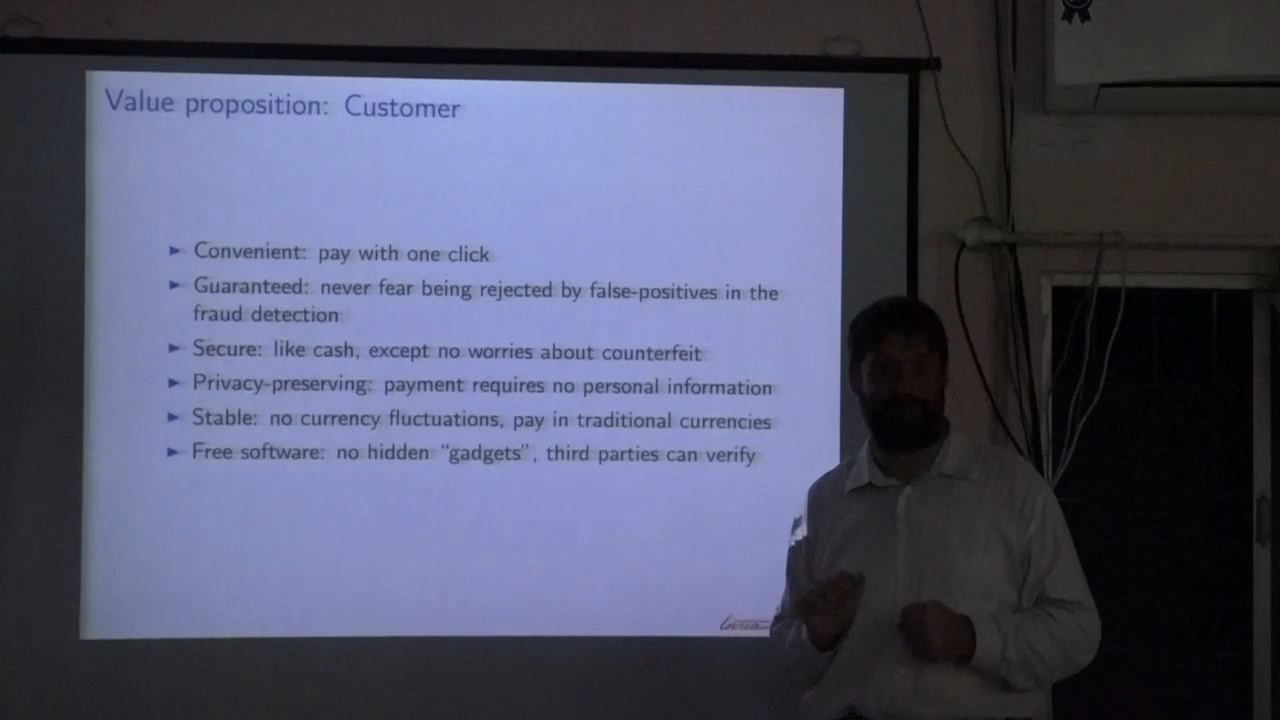 Value proposition: Customer
► Convenient: pay with one click
► Guaranteed: never fear being rejected by false-positives in the
fraud detection
► Secure: like cash, except no worries about counterfeit
► Privacy-preserving: payment requires no personal information
► Stable: no currency fluctuations, pay in traditional currencies
► Free software: no hidden “gadgets”, third parties can verify
Inria